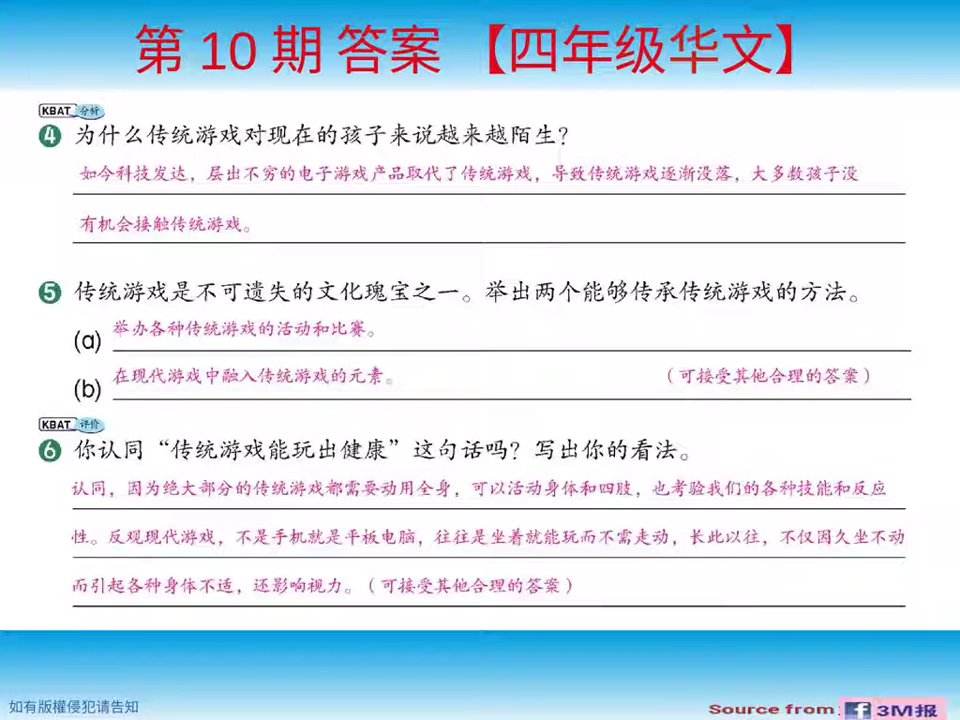 第 10 期 答案 【四年级华文】
KBAT 分析
4 为什么传统游戏对现在的孩子来说越来越陌生？
如今科技发达，层出不穷的电子游戏产品取代了传统游戏，导致传统游戏逐渐没落，大多数孩子没
有机会接触传统游戏。
5 传统游戏是不可遗失的文化瑰宝之一。举出两个能够传承传统游戏的方法。
(a) 举办各种传统游戏的活动和比赛。
(b) 在现代游戏中融入传统游戏的元素。 （可接受其他合理的答案）
KBAT 评价
6 你认同“传统游戏能玩出健康”这句话吗？写出你的看法。
认同，因为绝大部分的传统游戏都需要动用全身，可以活动身体和四肢，也考验我们的各种技能和反应
性。反观现代游戏，不是手机就是平板电脑，往往是坐着就能玩而不需走动，长此以往，不仅因久坐不动
而引起各种身体不适，还影响视力。（可接受其他合理的答案）
如有版權侵犯请告知
Source from: f 3M报